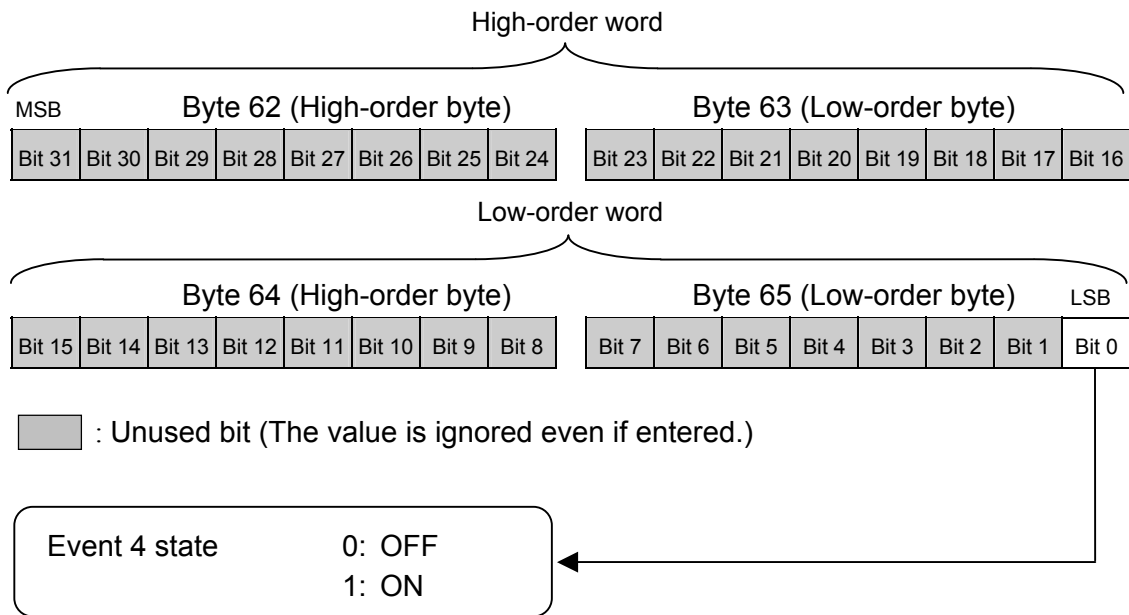 High-order word
MSB Byte 62 (High-order byte) Byte 63 (Low-order byte)
Bit 31 Bit 30 Bit 29 Bit 28 Bit 27 Bit 26 Bit 25 Bit 24 Bit 23 Bit 22 Bit 21 Bit 20 Bit 19 Bit 18 Bit 17 Bit 16
Low-order word
Byte 64 (High-order byte) Byte 65 (Low-order byte) LSB
Bit 15 Bit 14 Bit 13 Bit 12 Bit 11 Bit 10 Bit 9 Bit 8 Bit 7 Bit 6 Bit 5 Bit 4 Bit 3 Bit 2 Bit 1 Bit 0
: Unused bit (The value is ignored even if entered.)
Event 4 state 0: OFF
1: ON